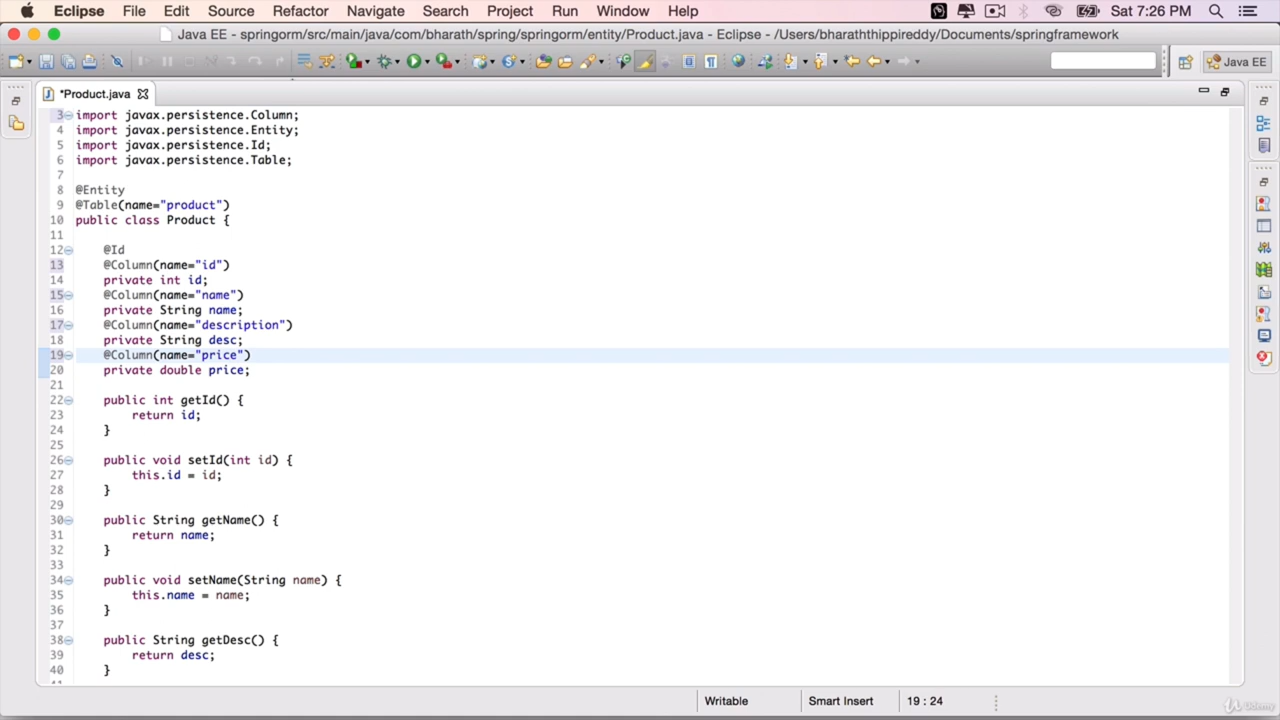 Eclipse File Edit Source Refactor Navigate Search Project Run Window Help Sat 7:26 PM
Java EE - springorm/src/main/java/com/bharath/spring/springorm/entity/Product.java - Eclipse - /Users/bharaththippireddy/Documents/springframework
Java EE
*Product.java
3 import javax.persistence.Column;
4 import javax.persistence.Entity;
5 import javax.persistence.Id;
6 import javax.persistence.Table;
7
8 @Entity
9 @Table(name="product")
10 public class Product {
11
12 @Id
13 @Column(name="id")
14 private int id;
15 @Column(name="name")
16 private String name;
17 @Column(name="description")
18 private String desc;
19 @Column(name="price")
20 private double price;
21
22 public int getId() {
23 return id;
24 }
25
26 public void setId(int id) {
27 this.id = id;
28 }
29
30 public String getName() {
31 return name;
32 }
33
34 public void setName(String name) {
35 this.name = name;
36 }
37
38 public String getDesc() {
39 return desc;
40 }
Writable Smart Insert 19 : 24
Udemy